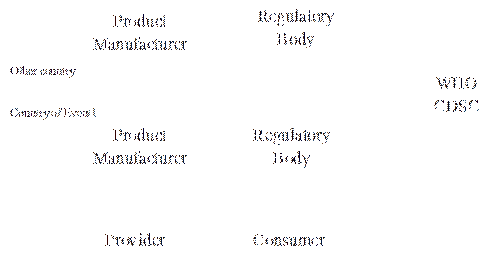 Product Regulatory
Manufacturer Body
Other country
WHO
CDSC
Country of Event
Product Regulatory
Manufacturer Body
Provider Consumer